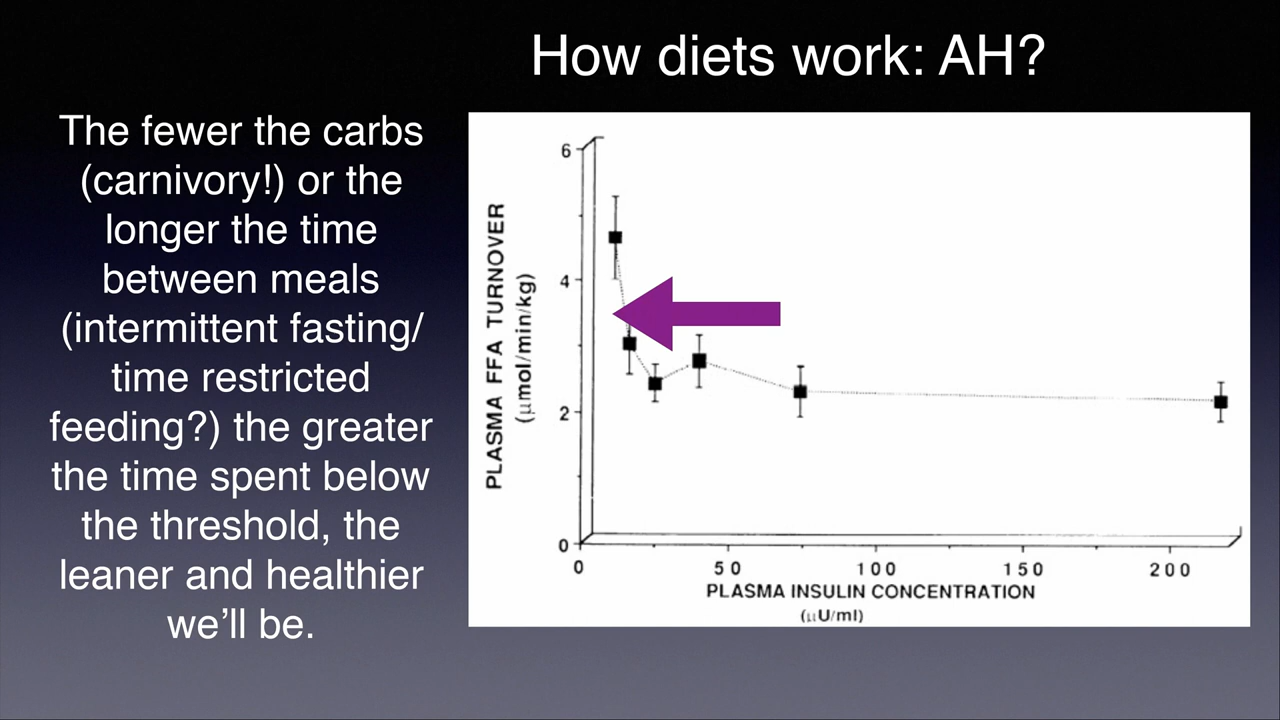 How diets work: AH?
The fewer the carbs
(carnivory!) or the
longer the time
between meals
(intermittent fasting/
time restricted
feeding?) the greater
the time spent below
the threshold, the
leaner and healthier
we’ll be.
PLASMA FFA TURNOVER
(μmol/min/kg)
6
4
2
0
0 50 100 150 200
PLASMA INSULIN CONCENTRATION
(μU/ml)